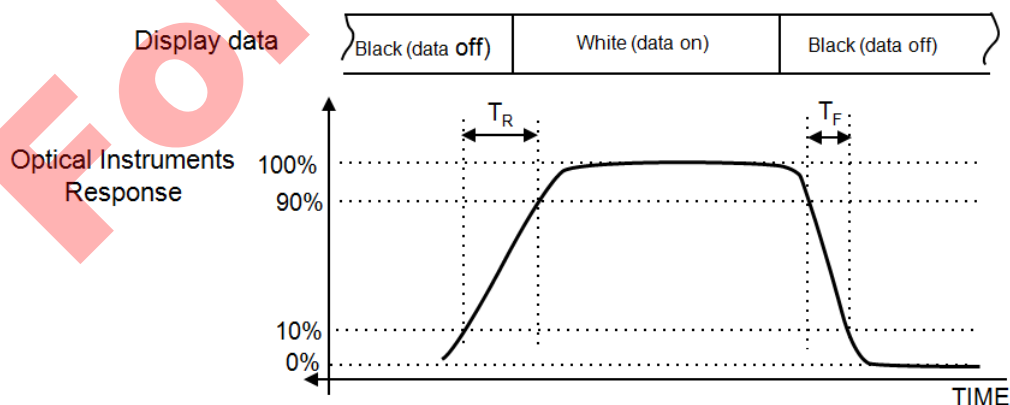 Display data
Black (data off)
White (data on)
Black (data off)
TR
TF
Optical Instruments
Response
100%
90%
10%
0%
TIME
For